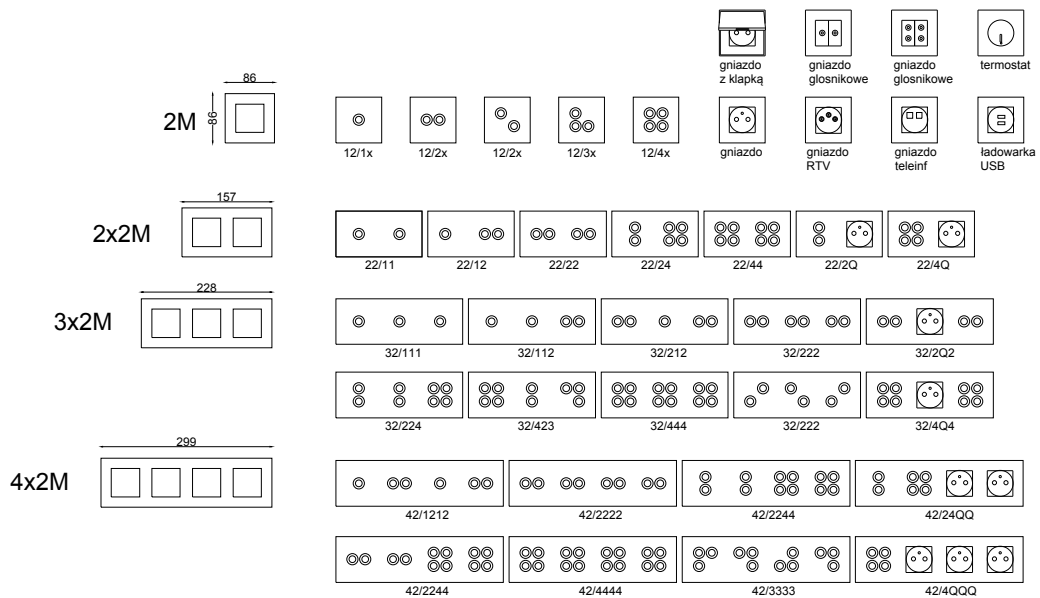 gniazdo
z klapką
gniazdo
glosnikowe
gniazdo
glosnikowe
termostat
86
86
2M
12/1x
12/2x
12/2x
12/3x
12/4x
gniazdo
gniazdo
RTV
gniazdo
teleinf
ładowarka
USB
157
2x2M
22/11
22/12
22/22
22/24
22/44
22/2Q
22/4Q
228
3x2M
32/111
32/112
32/212
32/222
32/2Q2
32/224
32/423
32/444
32/222
32/4Q4
299
4x2M
42/1212
42/2222
42/2244
42/24QQ
42/2244
42/4444
42/3333
42/4QQQ